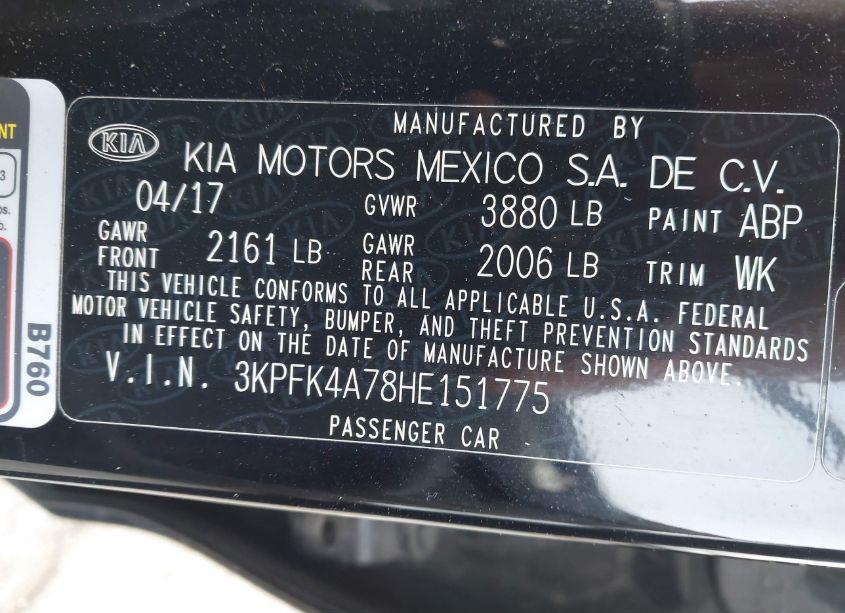 MANUFACTURED BY
KIA KIA MOTORS MEXICO S.A. DE C.V.
04/17 GVWR 3880 LB PAINT ABP
GAWR FRONT 2161 LB GAWR REAR 2006 LB TRIM WK
THIS VEHICLE CONFORMS TO ALL APPLICABLE U.S.A. FEDERAL
MOTOR VEHICLE SAFETY, BUMPER, AND THEFT PREVENTION STANDARDS
IN EFFECT ON THE DATE OF MANUFACTURE SHOWN ABOVE.
V.I.N. 3KPFK4A78HE151775
PASSENGER CAR
B760